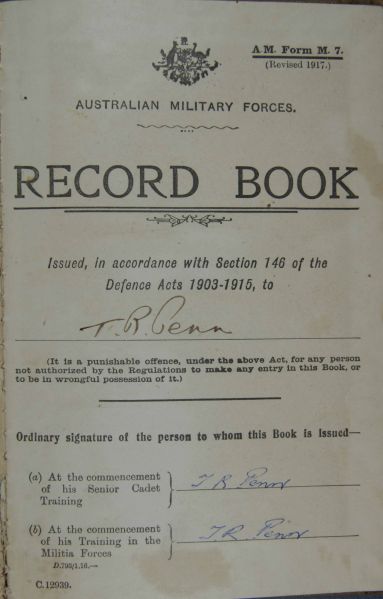 A.M. Form M. 7.
(Revised 1917.)
AUSTRALIAN MILITARY FORCES.
RECORD BOOK
Issued, in accordance with Section 146 of the
Defence Acts 1903-1915, to
T. R. Penn
(It is a punishable offence, under the above Act, for any person
not authorized by the Regulations to make any entry in this Book, or
to be in wrongful possession of it.)
Ordinary signature of the person to whom this Book is Issued—
(a) At the commencement
of his Senior Cadet
Training
T R Penn
(b) At the commencement
of his Training in the
Militia Forces
T.R. Penn
D.795/1.16.—
C.12939.